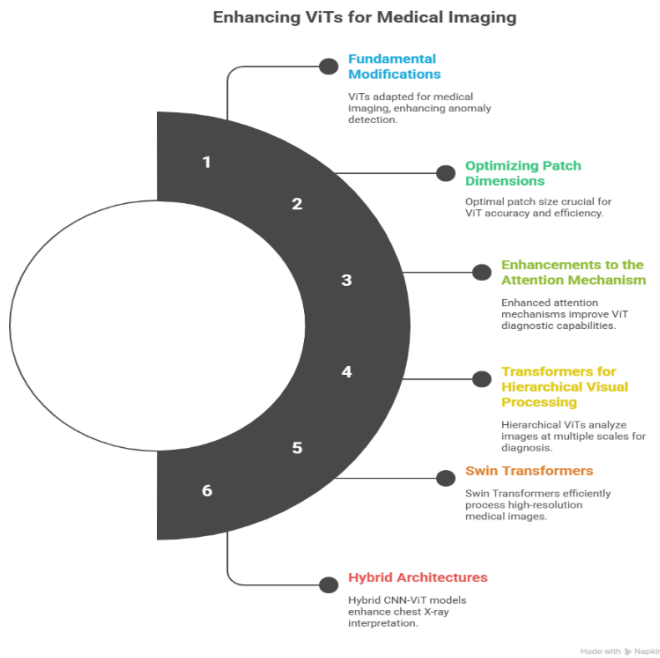 Enhancing ViTs for Medical Imaging
Fundamental
Modifications
ViTs adapted for medical
imaging, enhancing anomaly
detection.
1
Optimizing Patch
Dimensions
Optimal patch size crucial for
ViT accuracy and efficiency.
2
Enhancements to the
Attention Mechanism
Enhanced attention
mechanisms improve ViT
diagnostic capabilities.
3
Transformers for
Hierarchical Visual
Processing
Hierarchical ViTs analyze
images at multiple scales for
diagnosis.
4
Swin Transformers
Swin Transformers efficiently
process high-resolution
medical images.
5
Hybrid Architectures
Hybrid CNN-ViT models
enhance chest X-ray
interpretation.
6
Made with Napkin